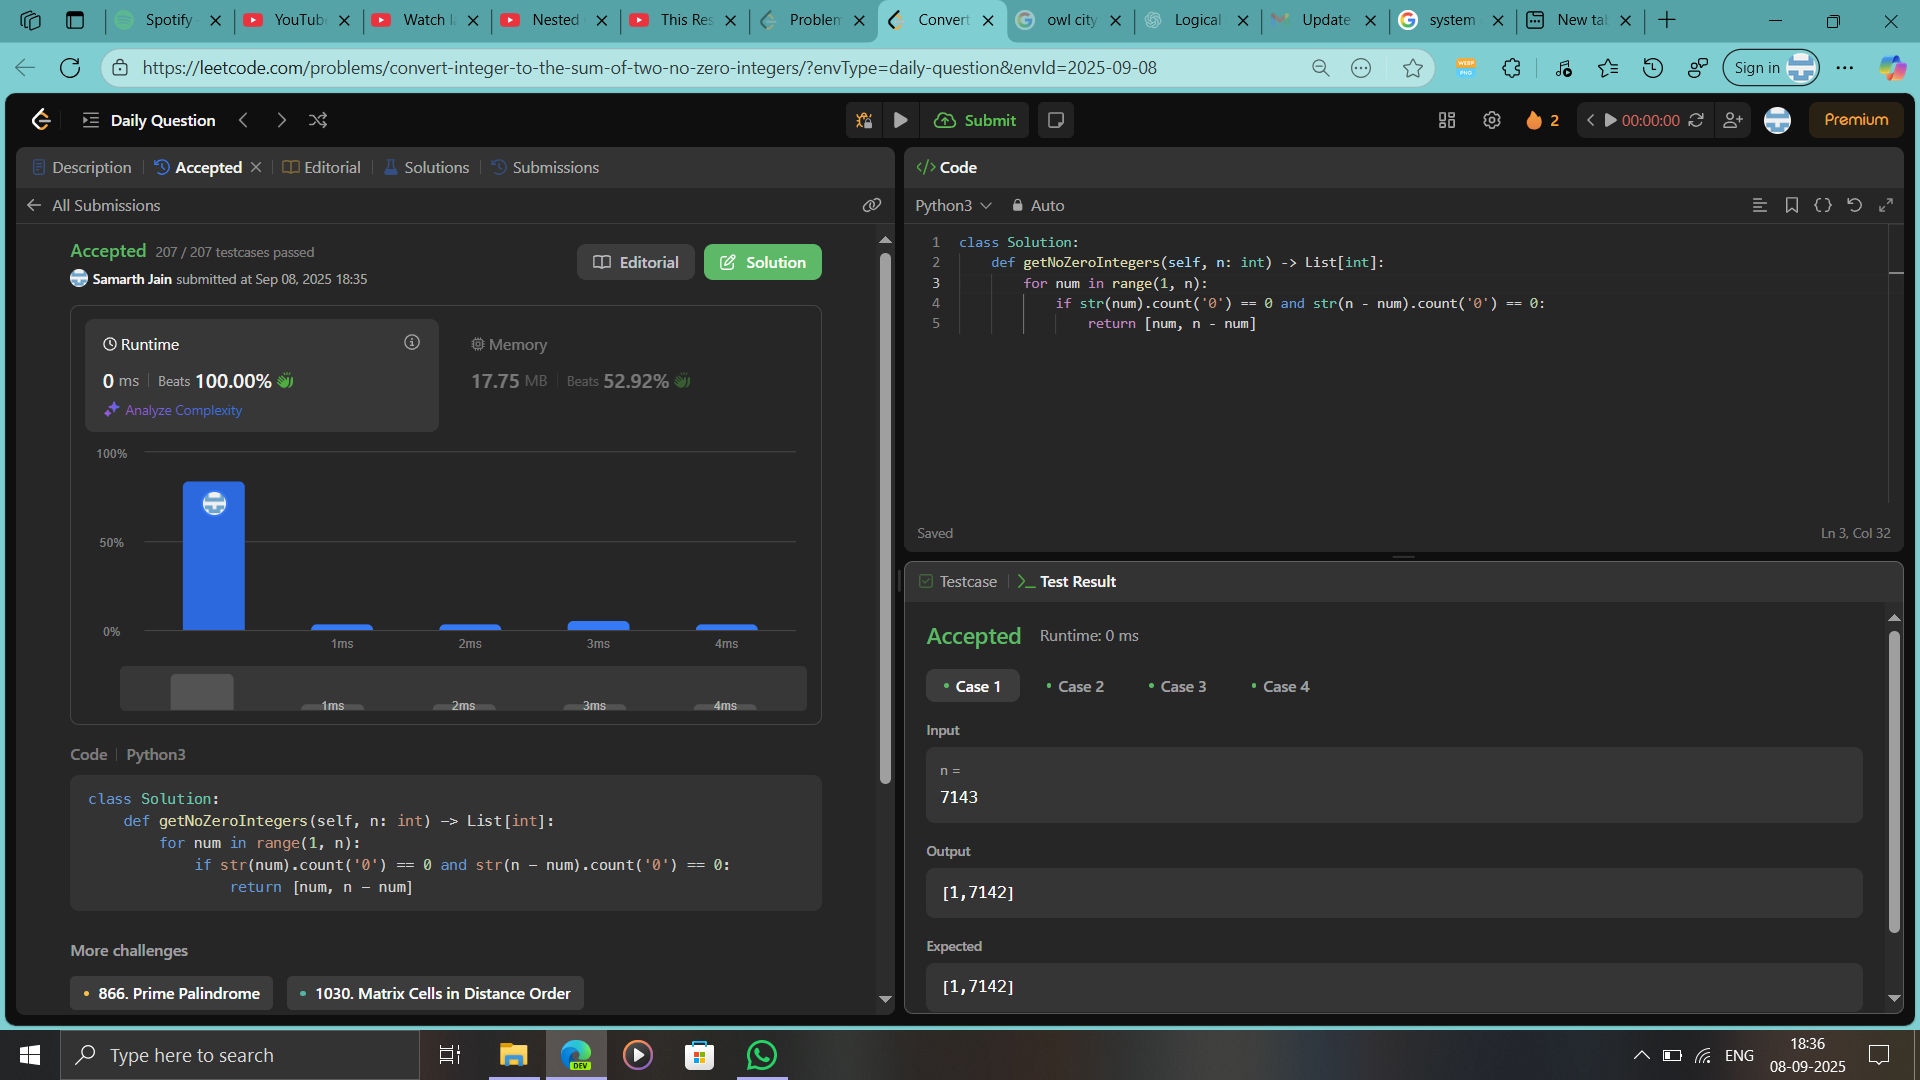 Spotify
YouTube
Watch
Nested
This Res
Problem
Convert
owl city
Logical
Update
system
New tab
https://leetcode.com/problems/convert-integer-to-the-sum-of-two-no-zero-integers/?envType=daily-question&envId=2025-09-08
WEBP
PNG
Sign in
Daily Question
Submit
2
00:00:00
Premium
Description
Accepted
Editorial
Solutions
Submissions
All Submissions
Accepted 207 / 207 testcases passed
Samarth Jain submitted at Sep 08, 2025 18:35
Editorial
Solution
Runtime
0 ms Beats 100.00%
Analyze Complexity
Memory
17.75 MB Beats 52.92%
100%
50%
0%
1ms 2ms 3ms 4ms
1ms 2ms 3ms 4ms
Code Python3
class Solution:
    def getNoZeroIntegers(self, n: int) -> List[int]:
        for num in range(1, n):
            if str(num).count('0') == 0 and str(n - num).count('0') == 0:
                return [num, n - num]
More challenges
866. Prime Palindrome
1030. Matrix Cells in Distance Order
</> Code
Python3
Auto
1 class Solution:
2     def getNoZeroIntegers(self, n: int) -> List[int]:
3         for num in range(1, n):
4             if str(num).count('0') == 0 and str(n - num).count('0') == 0:
5                 return [num, n - num]
Saved
Ln 3, Col 32
Testcase
Test Result
Accepted Runtime: 0 ms
Case 1
Case 2
Case 3
Case 4
Input
n =
7143
Output
[1,7142]
Expected
[1,7142]
Type here to search
DEV
ENG
18:36
08-09-2025